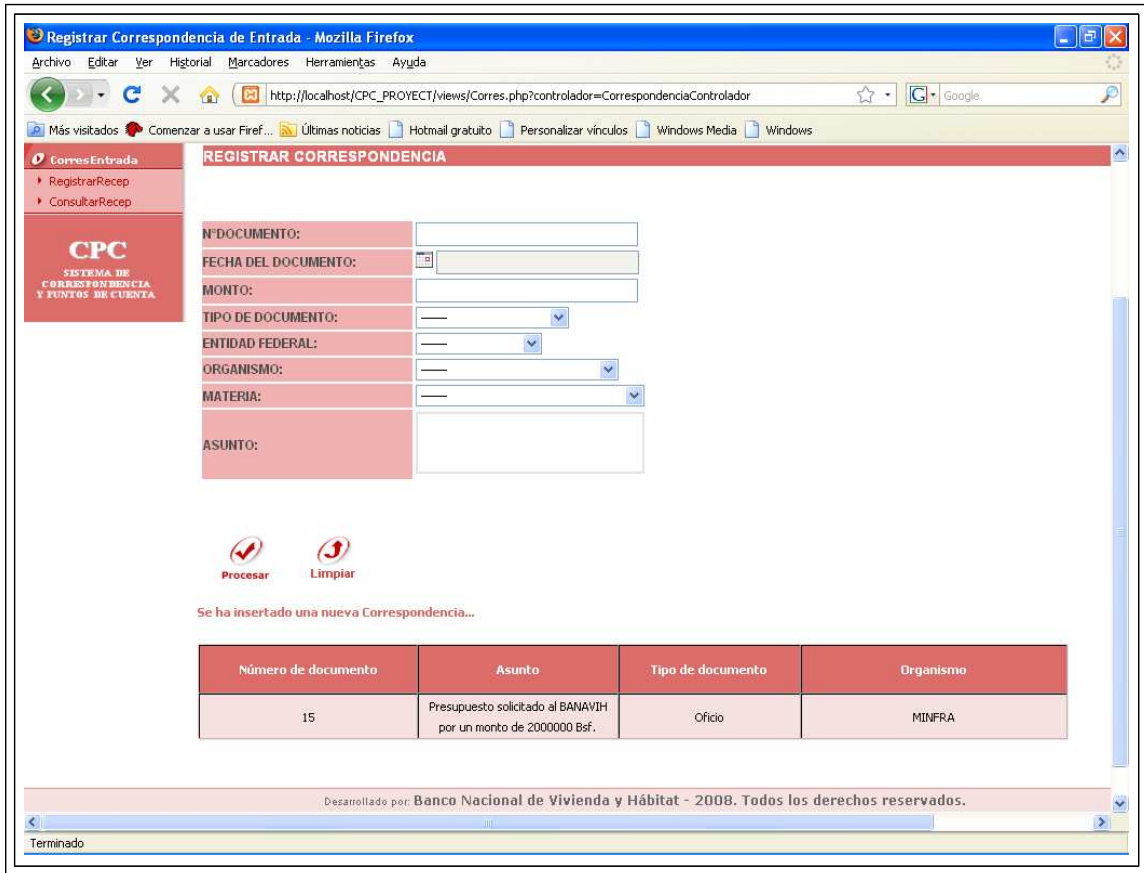 Registrar Correspondencia de Entrada - Mozilla Firefox
Archivo Editar Ver Historial Marcadores Herramientas Ayuda
http://localhost/CPC_PROYECT/views/Corres.php?controlador=CorrespondenciaControlador
G Google
Más visitados Comenzar a usar Firef... Últimas noticias Hotmail gratuito Personalizar vínculos Windows Media Windows
CorresEntrada
RegistrarRecep
ConsultarRecep
CPC
SISTEMA DE
CORRESPONDENCIA
Y PUNTOS DE CUENTA
REGISTRAR CORRESPONDENCIA
N°DOCUMENTO:
FECHA DEL DOCUMENTO:
MONTO:
TIPO DE DOCUMENTO: -----
ENTIDAD FEDERAL: -----
ORGANISMO: -----
MATERIA: -----
ASUNTO:
Procesar Limpiar
Se ha insertado una nueva Correspondencia...
Número de documento Asunto Tipo de documento Organismo
15 Presupuesto solicitado al BANAVIH Oficio MINFRA
por un monto de 2000000 Bsf.
Desarrollado por: Banco Nacional de Vivienda y Hábitat - 2008. Todos los derechos reservados.
Terminado